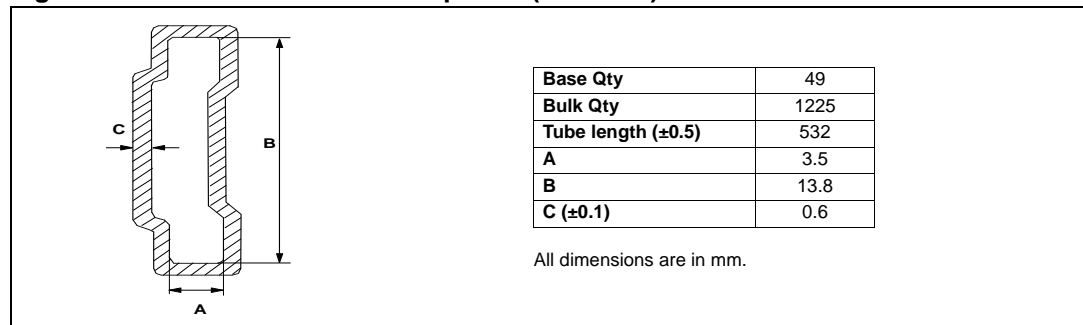 C
B
A
Base Qty 49
Bulk Qty 1225
Tube length (±0.5) 532
A 3.5
B 13.8
C (±0.1) 0.6
All dimensions are in mm.